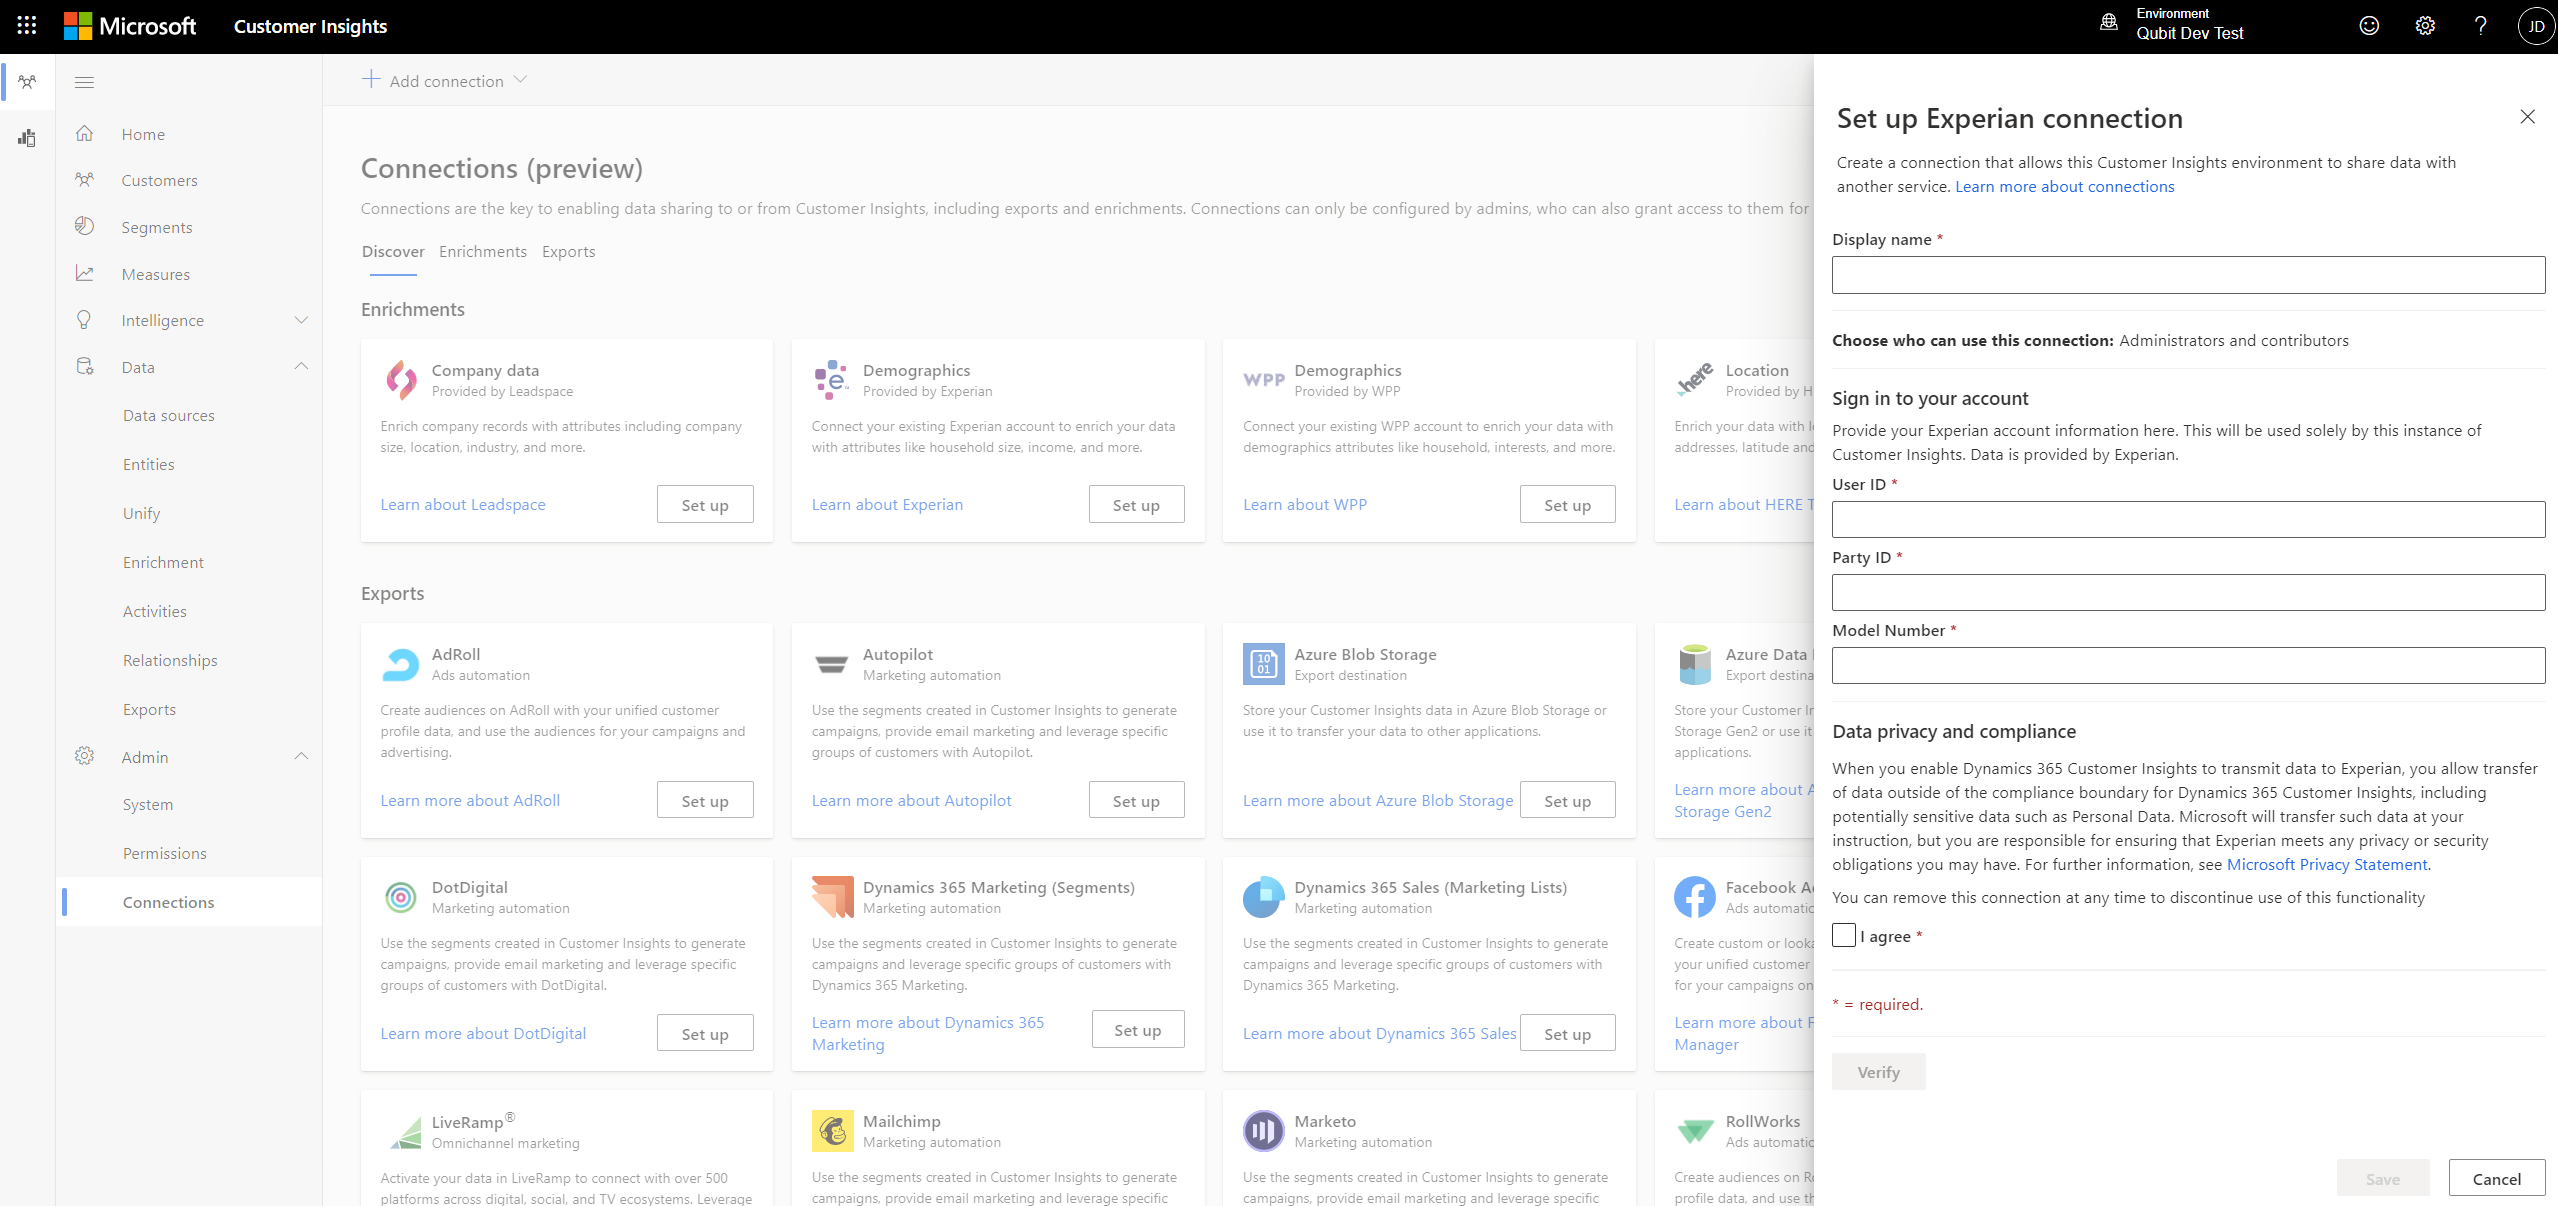 Microsoft
Customer Insights
Environment
Qubit Dev Test
?
JD
Home
Customers
Segments
Measures
Intelligence
Data
Data sources
Entities
Unify
Enrichment
Activities
Relationships
Exports
Admin
System
Permissions
Connections
Add connection
Connections (preview)
Connections are the key to enabling data sharing to or from Customer Insights, including exports and enrichments. Connections can only be configured by admins, who can also grant access to them for
Discover
Enrichments
Exports
Enrichments
Company data
Provided by Leadspace
Enrich company records with attributes including company
size, location, industry, and more.
Learn about Leadspace
Set up
Demographics
Provided by Experian
Connect your existing Experian account to enrich your data
with attributes like household size, income, and more.
Learn about Experian
Set up
WPP
Demographics
Provided by WPP
Connect your existing WPP account to enrich your data with
demographics attributes like household, interests, and more.
Learn about WPP
Set up
here
Location
Provided by H
Enrich your data with
addresses, latitude and
Learn about HERE T
Exports
AdRoll
Ads automation
Create audiences on AdRoll with your unified customer
profile data, and use the audiences for your campaigns and
advertising.
Learn more about AdRoll
Set up
Autopilot
Marketing automation
Use the segments created in Customer Insights to generate
campaigns, provide email marketing and leverage specific
groups of customers with Autopilot.
Learn more about Autopilot
Set up
10
01
Azure Blob Storage
Export destination
Store your Customer Insights data in Azure Blob Storage or
use it to transfer your data to other applications.
Learn more about Azure Blob Storage
Set up
Azure Data
Export destina
Store your Customer In
Storage Gen2 or use it
applications.
Learn more about A
Storage Gen2
DotDigital
Marketing automation
Use the segments created in Customer Insights to generate
campaigns, provide email marketing and leverage specific
groups of customers with DotDigital.
Learn more about DotDigital
Set up
Dynamics 365 Marketing (Segments)
Marketing automation
Use the segments created in Customer Insights to generate
campaigns and leverage specific groups of customers with
Dynamics 365 Marketing.
Learn more about Dynamics 365
Marketing
Set up
Dynamics 365 Sales (Marketing Lists)
Marketing automation
Use the segments created in Customer Insights to generate
campaigns and leverage specific groups of customers with
Dynamics 365 Marketing.
Learn more about Dynamics 365 Sales
Set up
Facebook Ad
Ads automatic
Create custom or looka
your unified customer
for your campaigns on
Learn more about F
Manager
LiveRamp®
Omnichannel marketing
Activate your data in LiveRamp to connect with over 500
platforms across digital, social, and TV ecosystems. Leverage
Mailchimp
Marketing automation
Use the segments created in Customer Insights to generate
campaigns, provide email marketing and leverage specific
Marketo
Marketing automation
Use the segments created in Customer Insights to generate
campaigns, provide email marketing and leverage specific
RollWorks
Ads automatic
Create audiences on Ro
profile data, and use th
Set up Experian connection
Create a connection that allows this Customer Insights environment to share data with
another service. Learn more about connections
Display name *
Choose who can use this connection: Administrators and contributors
Sign in to your account
Provide your Experian account information here. This will be used solely by this instance of
Customer Insights. Data is provided by Experian.
User ID *
Party ID *
Model Number *
Data privacy and compliance
When you enable Dynamics 365 Customer Insights to transmit data to Experian, you allow transfer
of data outside of the compliance boundary for Dynamics 365 Customer Insights, including
potentially sensitive data such as Personal Data. Microsoft will transfer such data at your
instruction, but you are responsible for ensuring that Experian meets any privacy or security
obligations you may have. For further information, see Microsoft Privacy Statement.
You can remove this connection at any time to discontinue use of this functionality
I agree *
* = required.
Verify
Save
Cancel